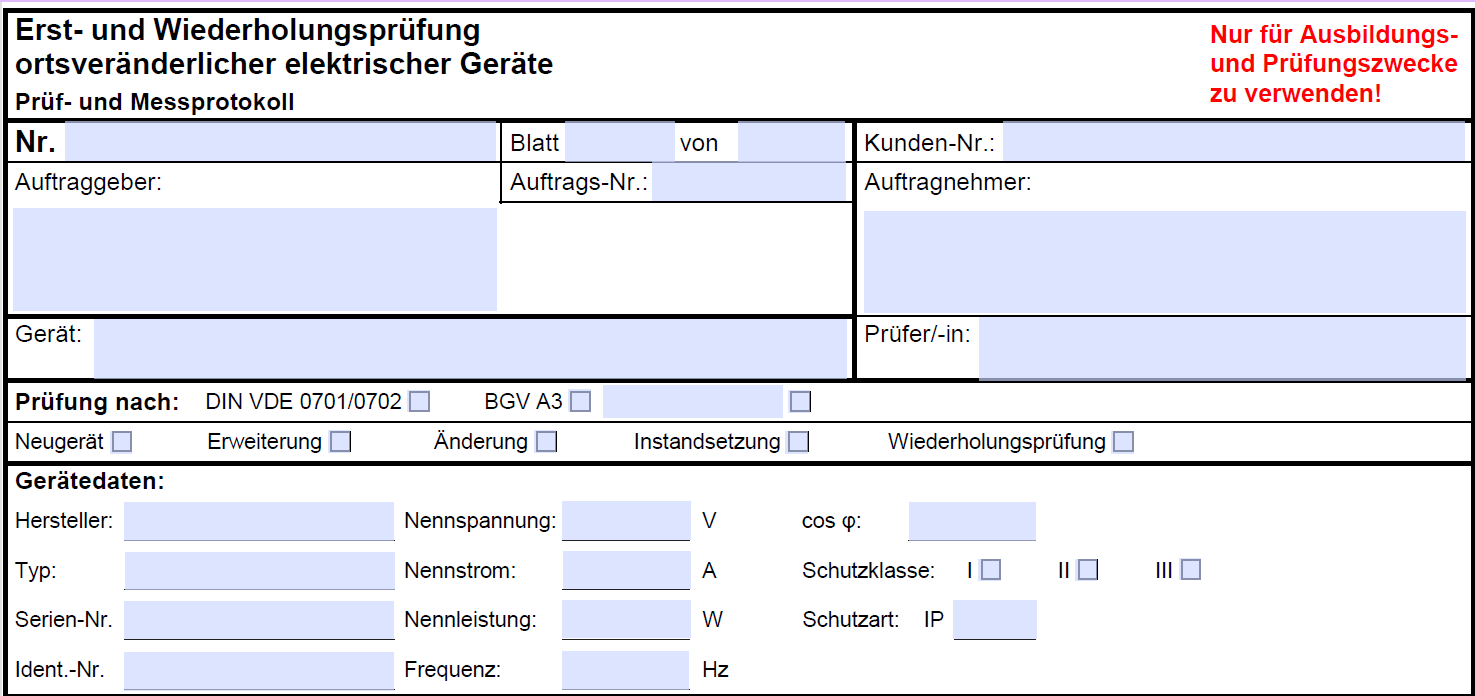 Erst- und Wiederholungsprüfung
ortsveränderlicher elektrischer Geräte
Prüf- und Messprotokoll
Nur für Ausbildungs-
und Prüfungszwecke
zu verwenden!
Nr. Blatt von Kunden-Nr.:
Auftraggeber: Auftrags-Nr.: Auftragnehmer:
Gerät: Prüfer/-in:
Prüfung nach: DIN VDE 0701/0702 BGV A3
Neugerät Erweiterung Änderung Instandsetzung Wiederholungsprüfung
Gerätedaten:
Hersteller: Nennspannung: V cos φ:
Typ: Nennstrom: A Schutzklasse: I II III
Serien-Nr. Nennleistung: W Schutzart: IP
Ident.-Nr. Frequenz: Hz